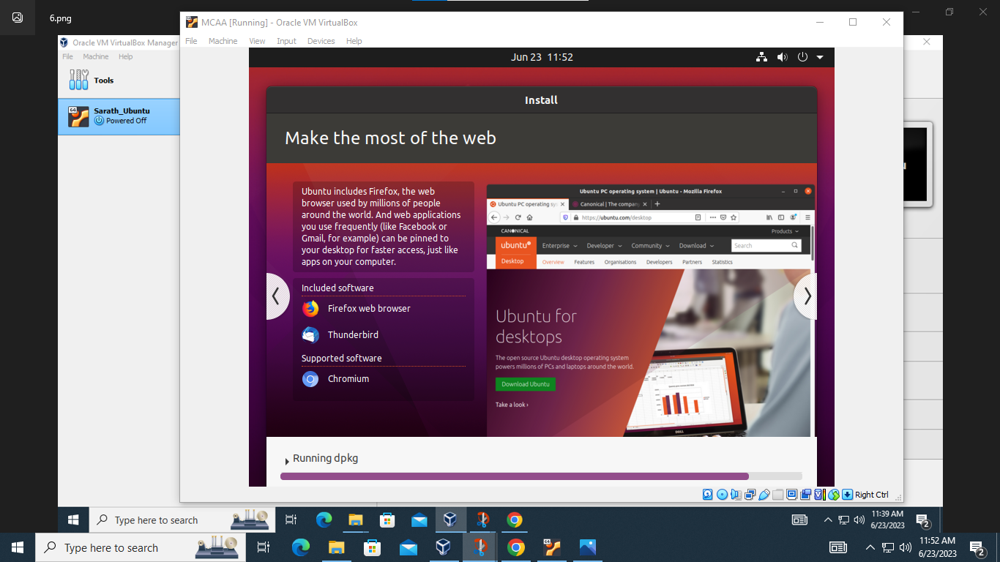 6.png
MCAA [Running] - Oracle VM VirtualBox
File Machine View Input Devices Help
Oracle VM VirtualBox Manager
File Machine Help
Tools
64
Sarath_Ubuntu
Powered Off
Jun 23 11:52
Install
Make the most of the web
Ubuntu includes Firefox, the web
browser used by millions of people
around the world. And web applications
you use frequently (like Facebook or
Gmail, for example) can be pinned to
your desktop for faster access, just like
apps on your computer.
Included software
Firefox web browser
Thunderbird
Supported software
Chromium
Ubuntu PC operating system | Ubuntu - Mozilla Firefox
Ubuntu PC operating sy
Canonical | The company
https://ubuntu.com/desktop
CANONICAL
Products
ubuntu
Enterprise Developer Community Download Search
Desktop Overview Features Organisations Developers Partners Statistics
Ubuntu for
desktops
The open source Ubuntu desktop operating system
powers millions of PCs and laptops around the world.
Download Ubuntu
Take a look ›
DELL
Running dpkg
Right Ctrl
Type here to search
11:39 AM
6/23/2023
2
Type here to search
64
11:52 AM
6/23/2023
2